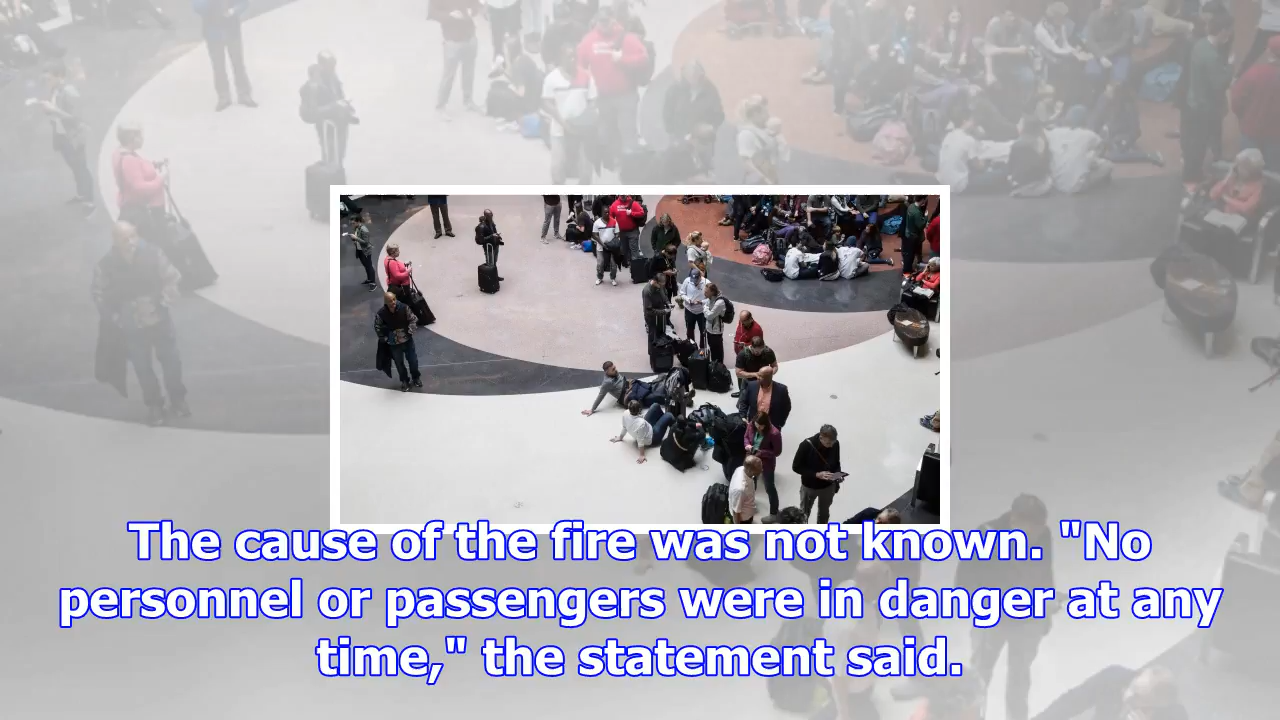 The cause of the fire was not known. "No
personnel or passengers were in danger at any
time," the statement said.